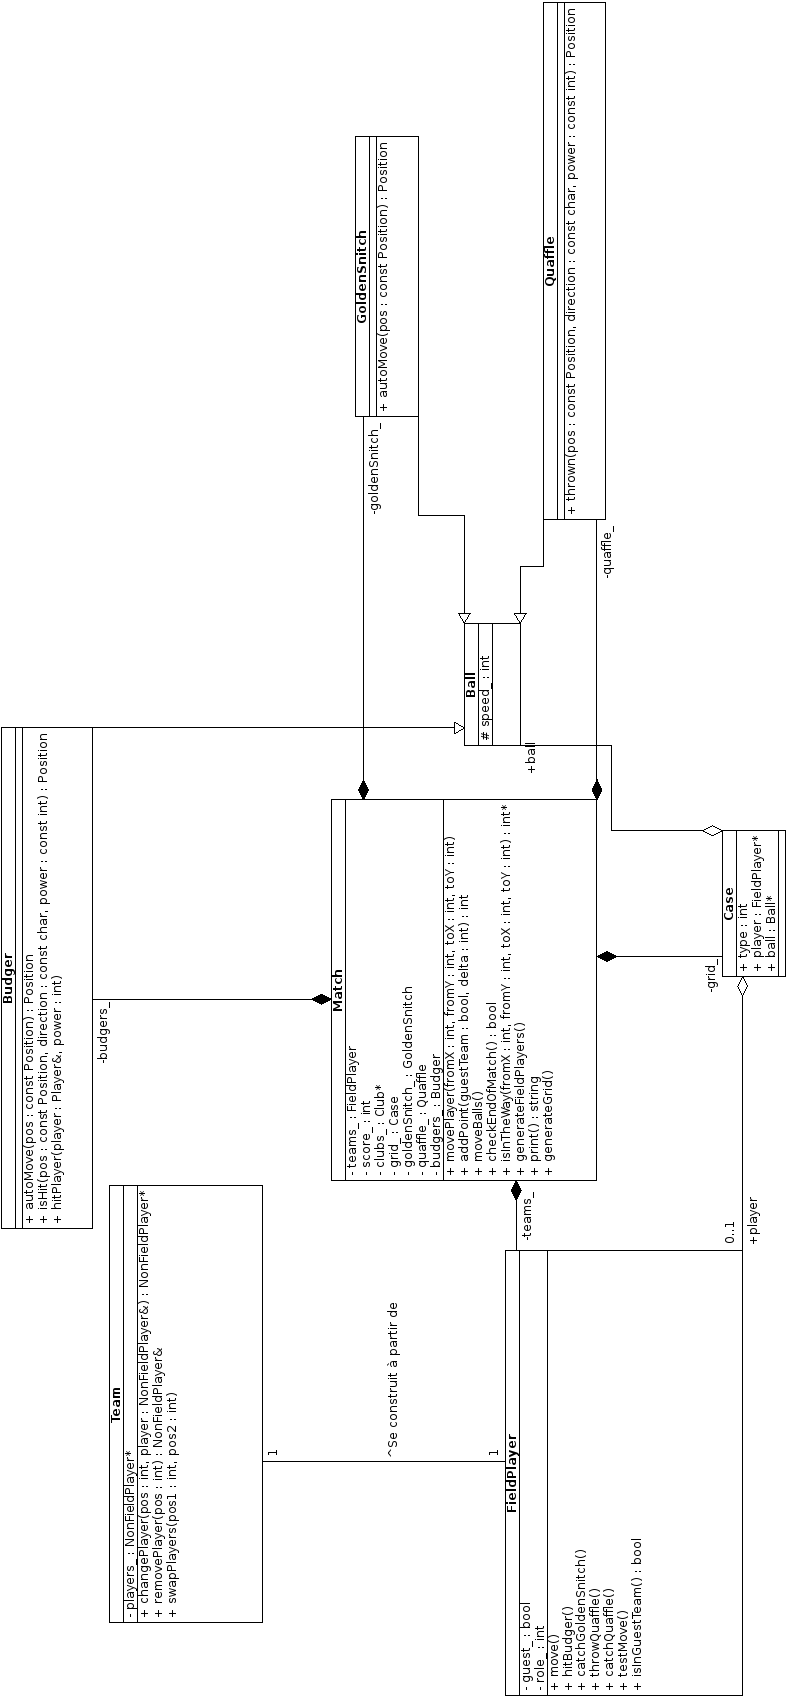 Budger
+ autoMove(pos : const Position) : Position
+ isHit(pos : const Position, direction : const char, power : const int) : Position
+ hitPlayer(player : Player&, power : int)
-budgers_
Team
- players_ : NonFieldPlayer*
+ changePlayer(pos : int, player : NonFieldPlayer&) : NonFieldPlayer*
+ removePlayer(pos : int) : NonFieldPlayer&
+ swapPlayers(pos1 : int, pos2 : int)
1
^Se construit à partir de
1
GoldenSnitch
+ autoMove(pos : const Position) : Position
-goldenSnitch_
Match
- teams_ : FieldPlayer
- score_ : int
- clubs_ : Club*
- grid_ : Case
- goldenSnitch_ : GoldenSnitch
- quaffle_ : Quaffle
- budgers_ : Budger
+ movePlayer(fromX : int, fromY : int, toX : int, toY : int)
+ addPoint(guestTeam : bool, delta : int) : int
+ moveBalls()
+ checkEndOfMatch() : bool
+ isInTheWay(fromX : int, fromY : int, toX : int, toY : int) : int*
+ generateFieldPlayers()
+ print() : string
+ generateGrid()
Ball
# speed_ : int
+ball
Quaffle
+ thrown(pos : const Position, direction : const char, power : const int) : Position
-quaffle_
-teams_
FieldPlayer
- guest_ : bool
- role_ : int
+ move()
+ hitBudger()
+ catchGoldenSnitch()
+ throwQuaffle()
+ catchQuaffle()
+ testMove()
+ isInGuestTeam() : bool
-grid_
Case
+ type : int
+ player : FieldPlayer*
+ ball : Ball*
0..1
+player